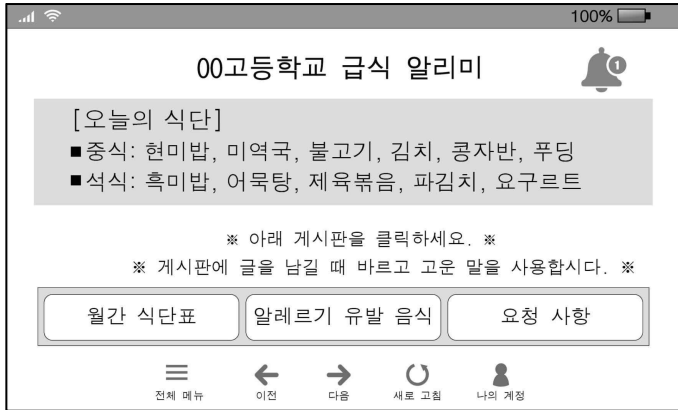 100%
00고등학교 급식 알리미
1
[오늘의 식단]
■중식: 현미밥, 미역국, 불고기, 김치, 콩자반, 푸딩
■석식: 흑미밥, 어묵탕, 제육볶음, 파김치, 요구르트
※ 아래 게시판을 클릭하세요. ※
※ 게시판에 글을 남길 때 바르고 고운 말을 사용합시다. ※
월간 식단표 알레르기 유발 음식 요청 사항
전체 메뉴 이전 다음 새로 고침 나의 계정